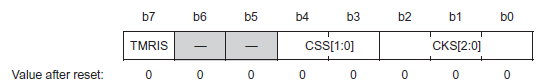 b7 b6 b5 b4 b3 b2 b1 b0
TMRIS — — CSS[1:0] CKS[2:0]
Value after reset: 0 0 0 0 0 0 0 0